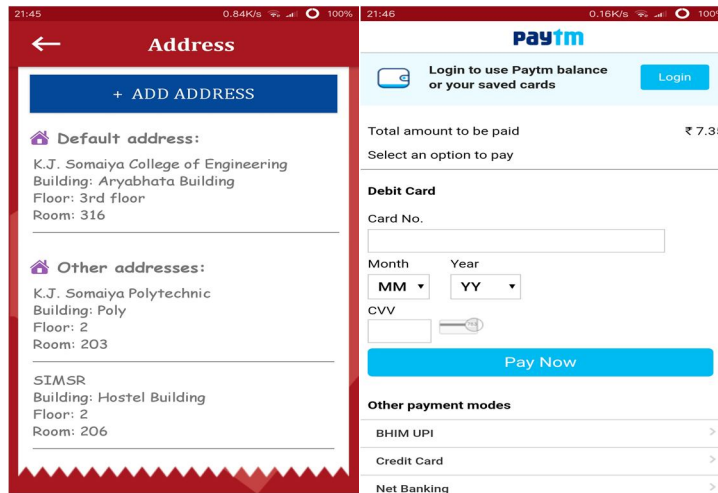 21:45 0.84K/s 100%
Address
+ ADD ADDRESS
Default address:
K.J. Somaiya College of Engineering
Building: Aryabhata Building
Floor: 3rd floor
Room: 316
Other addresses:
K.J. Somaiya Polytechnic
Building: Poly
Floor: 2
Room: 203
SIMSR
Building: Hostel Building
Floor: 2
Room: 206
21:46 0.16K/s 100%
Paytm
Login to use Paytm balance
or your saved cards
Login
Total amount to be paid ₹ 7.35
Select an option to pay
Debit Card
Card No.
Month Year
MM YY
CVV
Pay Now
Other payment modes
BHIM UPI
Credit Card
Net Banking